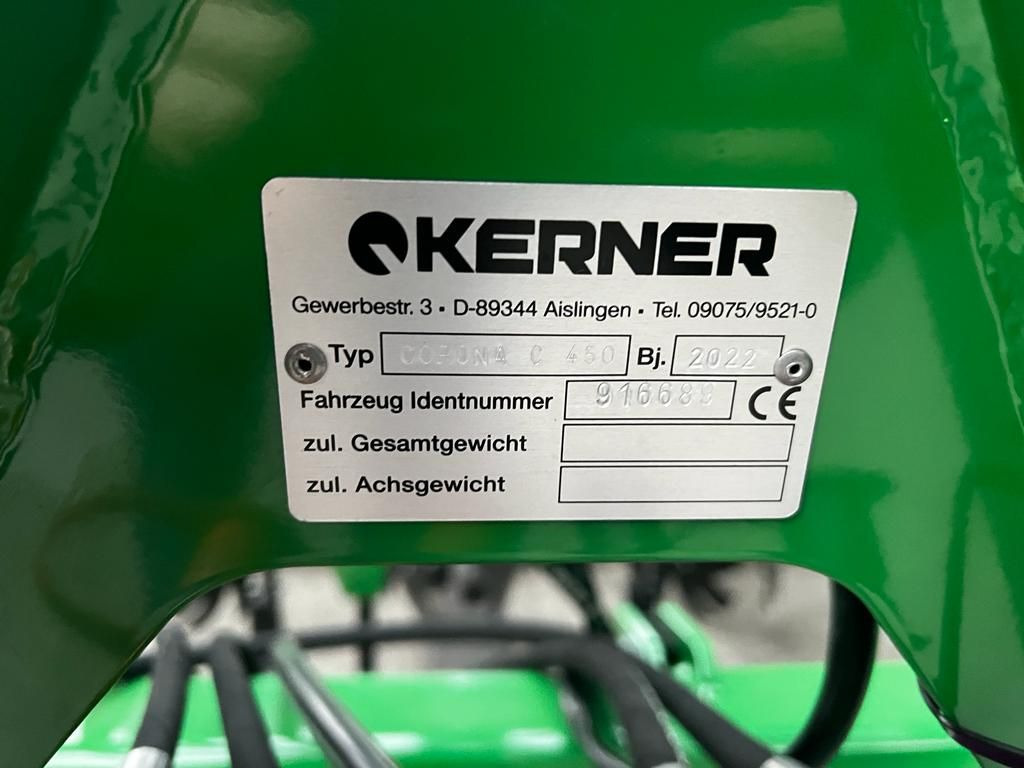 KERNER
Gewerbestr. 3 • D-89344 Aislingen • Tel. 09075/9521-0
Typ CORONA C 450 Bj. 2022
Fahrzeug Identnummer 916689 CE
zul. Gesamtgewicht
zul. Achsgewicht